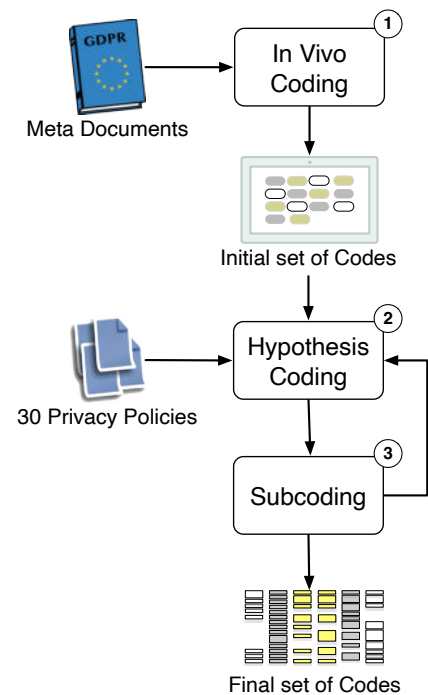 GDPR
1
In Vivo
Coding
Meta Documents
Initial set of Codes
2
Hypothesis
Coding
30 Privacy Policies
3
Subcoding
Final set of Codes